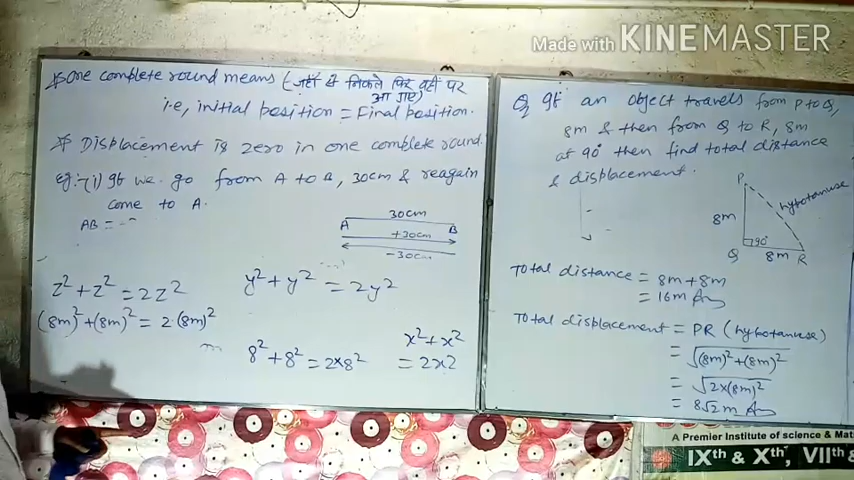 Made with KINEMASTER
* One complete round means (जहाँ से निकले फिर वहीं पर
आ गए)
i.e, initial position = Final position.
* Displacement is zero in one complete round.
eg:-(i) If we go from A to B, 30cm & reagain
come to A.
AB =
30cm
A B
+30cm
-30cm
z²+z² = 2z²
(8m)²+(8m)² = 2(8m)²
y²+y² = 2y²
8²+8² = 2×8²
x²+x²
= 2x2
Q If an object travels from P to Q,
8m & then from Q to R, 8m
at 90° then find total distance
& displacement.
P
hypotanuse
8m
90°
Q 8m R
Total distance = 8m+8m
= 16m Ans
Total displacement = PR (hypotanuse)
= √(8m)²+(8m)²
= √2×(8m)²
= 8√2 m Ans
A Premier Institute of science & Math
IXᵗʰ & Xᵗʰ, VIIᵗʰ &